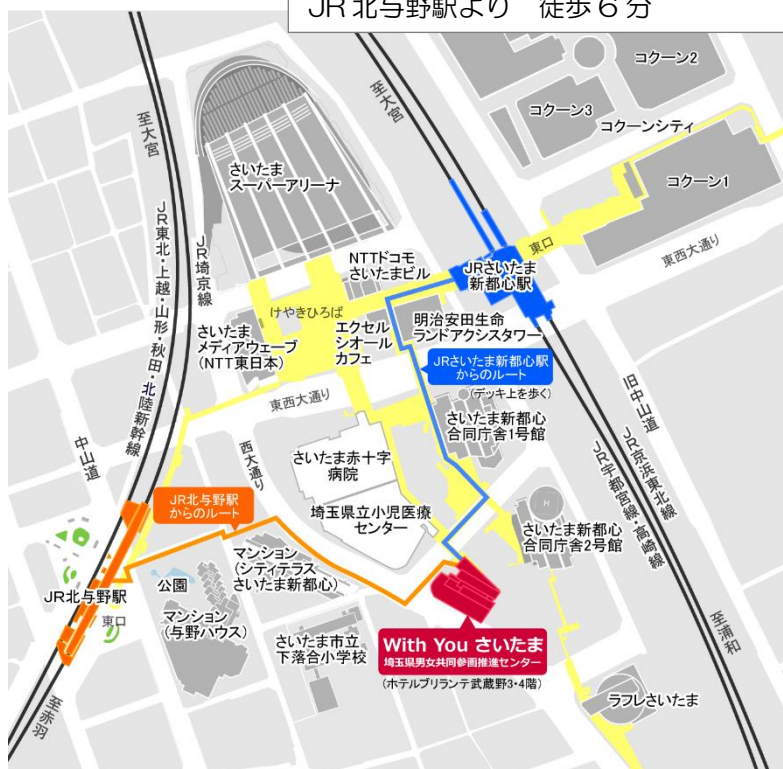 JR北与野駅より　徒歩6分
コクーン2
コクーン3
コクーンシティ
コクーン1
至大宮
至大宮
さいたま
スーパーアリーナ
東口
東西大通り
JR東北・上越・山形・秋田・北陸新幹線
JR埼京線
NTTドコモ
さいたまビル
JRさいたま
新都心駅
けやきひろば
さいたま
メディアウェーブ
(NTT東日本)
エクセル
シオール
カフェ
明治安田生命
ランドアクシスタワー
JRさいたま新都心駅
からのルート
(デッキ上を歩く)
東西大通り
中山道
西大通り
さいたま赤十字
病院
さいたま新都心
合同庁舎1号館
旧中山道
JR京浜東北線
JR宇都宮線・高崎線
JR北与野駅
からのルート
埼玉県立小児医療
センター
H
さいたま新都心
合同庁舎2号館
マンション
(シティテラス
さいたま新都心)
公園
JR北与野駅
東口
マンション
(与野ハウス)
さいたま市立
下落合小学校
With You さいたま
埼玉県男女共同参画推進センター
(ホテルブリランテ武蔵野3・4階)
至浦和
ラフレさいたま
至赤羽